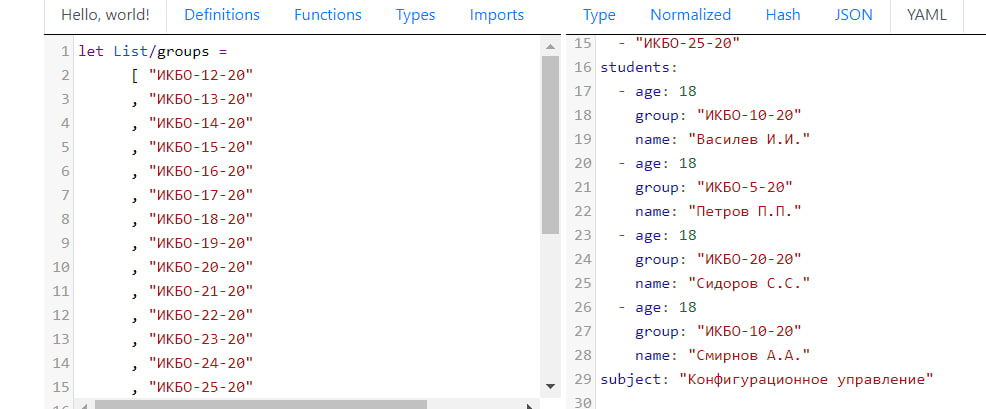 Hello, world! Definitions Functions Types Imports
1 let List/groups =
2 [ "ИКБО-12-20"
3 , "ИКБО-13-20"
4 , "ИКБО-14-20"
5 , "ИКБО-15-20"
6 , "ИКБО-16-20"
7 , "ИКБО-17-20"
8 , "ИКБО-18-20"
9 , "ИКБО-19-20"
10 , "ИКБО-20-20"
11 , "ИКБО-21-20"
12 , "ИКБО-22-20"
13 , "ИКБО-23-20"
14 , "ИКБО-24-20"
15 , "ИКБО-25-20"
16
Type Normalized Hash JSON YAML
15 - "ИКБО-25-20"
16 students:
17 - age: 18
18 group: "ИКБО-10-20"
19 name: "Василев И.И."
20 - age: 18
21 group: "ИКБО-5-20"
22 name: "Петров П.П."
23 - age: 18
24 group: "ИКБО-20-20"
25 name: "Сидоров С.С."
26 - age: 18
27 group: "ИКБО-10-20"
28 name: "Смирнов А.А."
29 subject: "Конфигурационное управление"
30